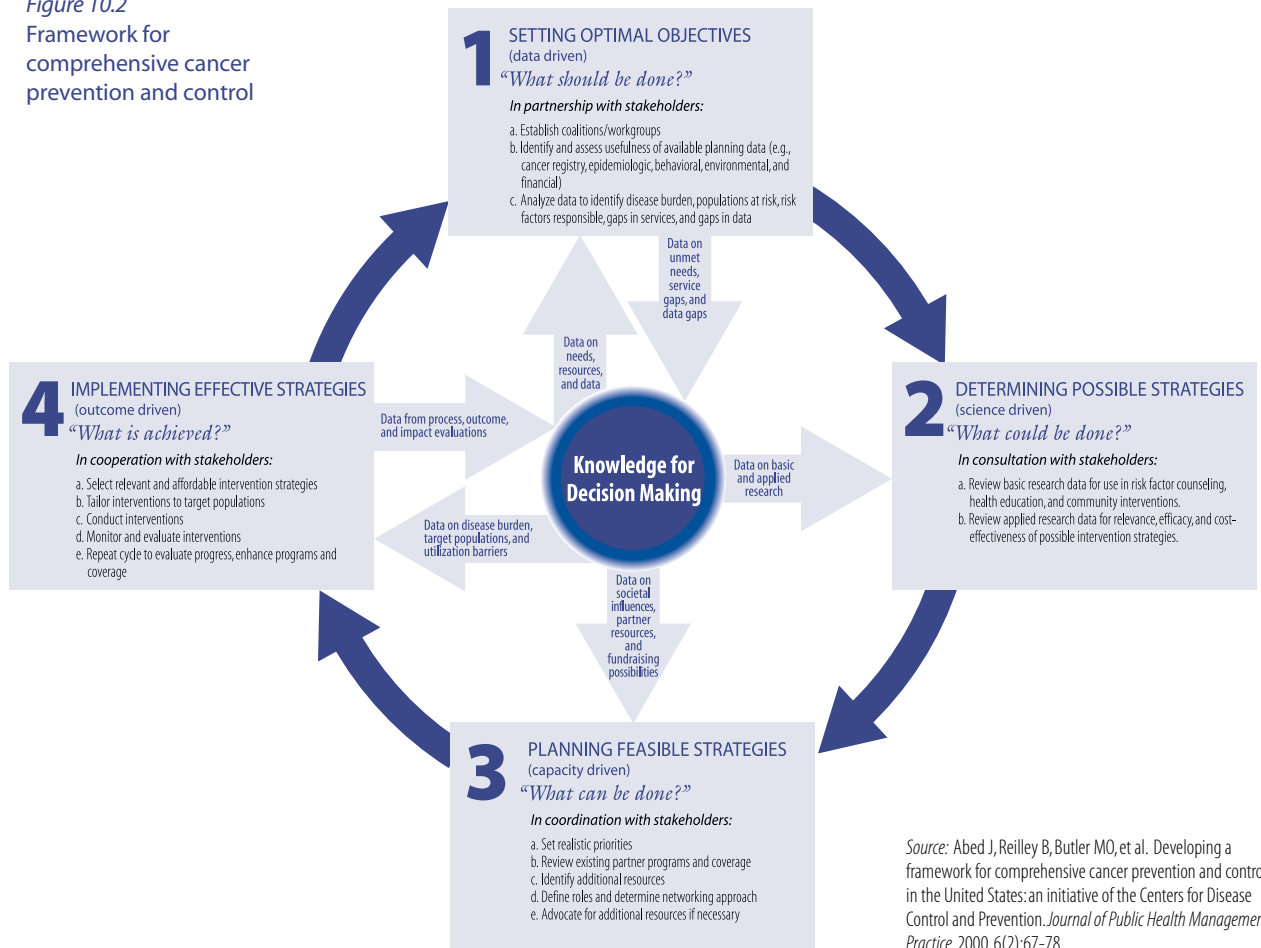 Figure 10.2
Framework for
comprehensive cancer
prevention and control
1
SETTING OPTIMAL OBJECTIVES
(data driven)
“What should be done?”
In partnership with stakeholders:
a. Establish coalitions/workgroups
b. Identify and assess usefulness of available planning data (e.g.,
cancer registry, epidemiologic, behavioral, environmental, and
financial)
c. Analyze data to identify disease burden, populations at risk, risk
factors responsible, gaps in services, and gaps in data
Data on
unmet
needs,
service
gaps, and
data gaps
Data on
needs,
resources,
and data
4
IMPLEMENTING EFFECTIVE STRATEGIES
(outcome driven)
“What is achieved?”
In cooperation with stakeholders:
a. Select relevant and affordable intervention strategies
b. Tailor interventions to target populations
c. Conduct interventions
d. Monitor and evaluate interventions
e. Repeat cycle to evaluate progress, enhance programs and
coverage
Data from process, outcome,
and impact evaluations
Data on disease burden,
target populations, and
utilization barriers
Knowledge for
Decision Making
Data on basic
and applied
research
2
DETERMINING POSSIBLE STRATEGIES
(science driven)
“What could be done?”
In consultation with stakeholders:
a. Review basic research data for use in risk factor counseling,
health education, and community interventions.
b. Review applied research data for relevance, efficacy, and cost-
effectiveness of possible intervention strategies.
Data on
societal
influences,
partner
resources,
and
fundraising
possibilities
3
PLANNING FEASIBLE STRATEGIES
(capacity driven)
“What can be done?”
In coordination with stakeholders:
a. Set realistic priorities
b. Review existing partner programs and coverage
c. Identify additional resources
d. Define roles and determine networking approach
e. Advocate for additional resources if necessary
Source: Abed J, Reilley B, Butler MO, et al. Developing a
framework for comprehensive cancer prevention and contro
in the United States: an initiative of the Centers for Disease
Control and Prevention. Journal of Public Health Managemen
Practice 2000 6(2):67–78